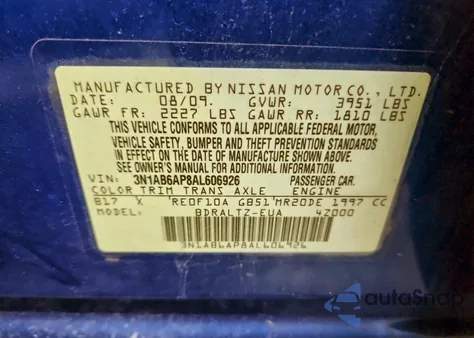 MANUFACTURED BY NISSAN MOTOR CO., LTD.
DATE: 08/09. GVWR: 3951 LBS
GAWR FR: 2227 LBS GAWR RR: 1810 LBS
THIS VEHICLE CONFORMS TO ALL APPLICABLE FEDERAL MOTOR.
VEHICLE SAFETY, BUMPER, AND THEFT PREVENTION STANDARDS
IN EFFECT ON THE DATE OF MANUFACTURE SHOWN ABOVE.
SEE OWNER'S MANUAL FOR ADDITIONAL INFORMATION.
VIN: 3N1AB6AP8AL606926 PASSENGER CAR.
COLOR TRIM TRANS AXLE ENGINE
B17 X 'RE0F10A GB51'MR20DE 1997 CC
MODEL: BDRALTZ-EUA 4Z000
3N1AB6AP8AL606926
autoSnap